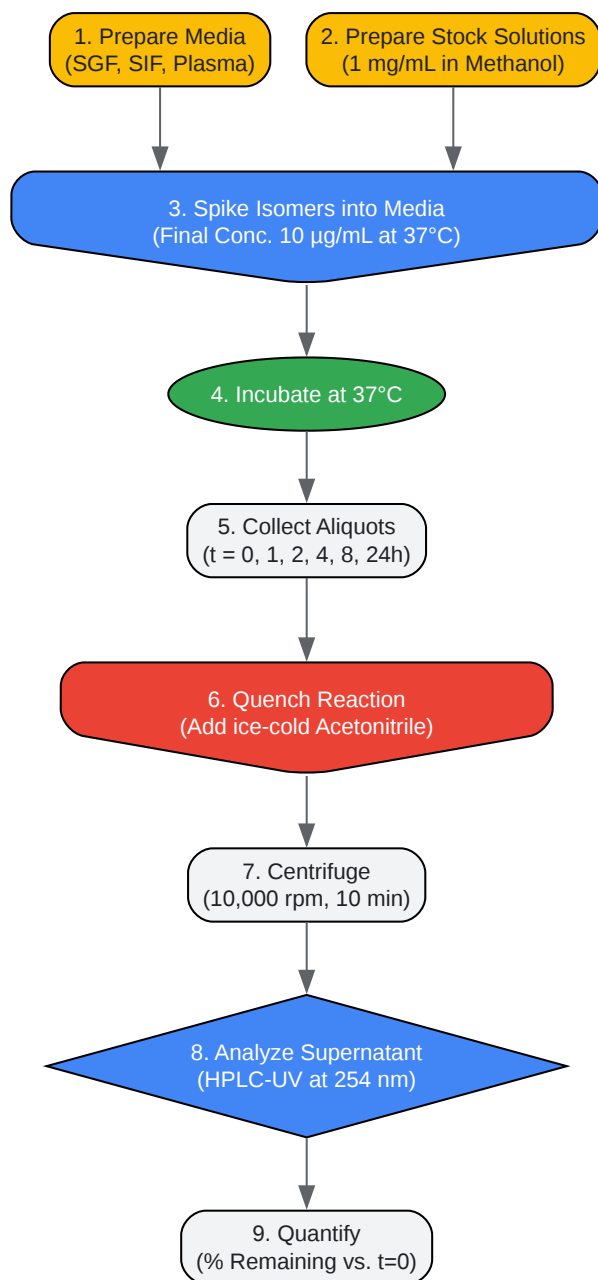 1. Prepare Media
(SGF, SIF, Plasma)
2. Prepare Stock Solutions
(1 mg/mL in Methanol)
3. Spike Isomers into Media
(Final Conc. 10 µg/mL at 37°C)
4. Incubate at 37°C
5. Collect Aliquots
(t = 0, 1, 2, 4, 8, 24h)
6. Quench Reaction
(Add ice-cold Acetonitrile)
7. Centrifuge
(10,000 rpm, 10 min)
8. Analyze Supernatant
(HPLC-UV at 254 nm)
9. Quantify
(% Remaining vs. t=0)